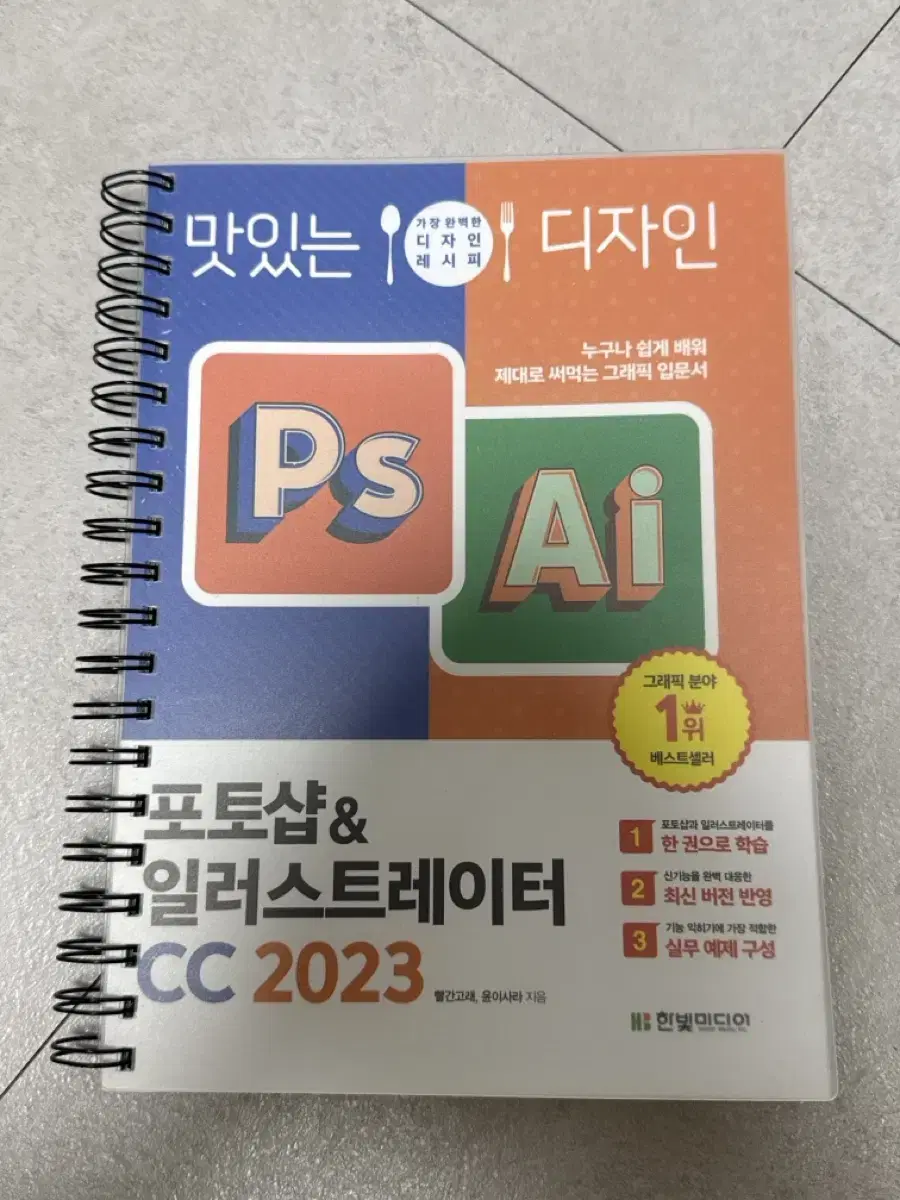 맛있는
가장 완벽한
디자인
레시피
디자인
누구나 쉽게 배워
제대로 써먹는 그래픽 입문서
Ps
Ai
그래픽 분야
1위
베스트셀러
포토샵&
일러스트레이터
CC 2023
빨간고래, 윤이사라 지음
1 포토샵과 일러스트레이터를
한 권으로 학습
2 신기능을 완벽 대응한
최신 버전 반영
3 기능 익히기에 가장 적합한
실무 예제 구성
한빛미디어